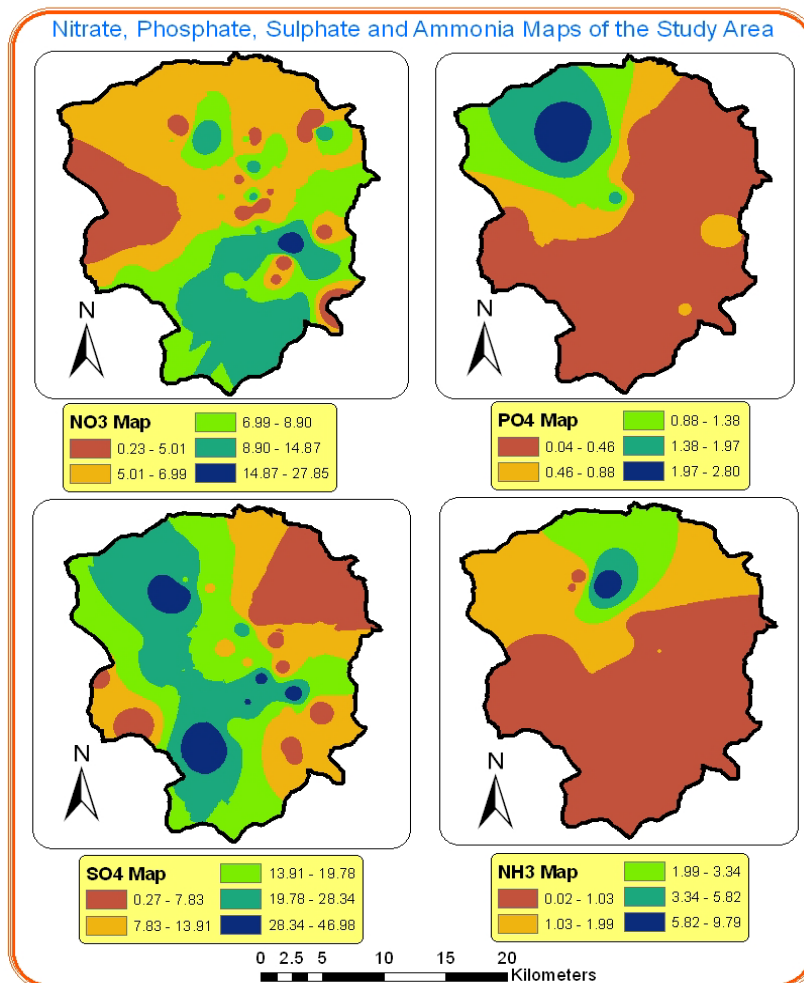 Nitrate, Phosphate, Sulphate and Ammonia Maps of the Study Area
N
N
NO3 Map
0.23 - 5.01
5.01 - 6.99
6.99 - 8.90
8.90 - 14.87
14.87 - 27.85
PO4 Map
0.04 - 0.46
0.46 - 0.88
0.88 - 1.38
1.38 - 1.97
1.97 - 2.80
N
N
SO4 Map
0.27 - 7.83
7.83 - 13.91
13.91 - 19.78
19.78 - 28.34
28.34 - 46.98
NH3 Map
0.02 - 1.03
1.03 - 1.99
1.99 - 3.34
3.34 - 5.82
5.82 - 9.79
0 2.5 5 10 15 20
Kilometers